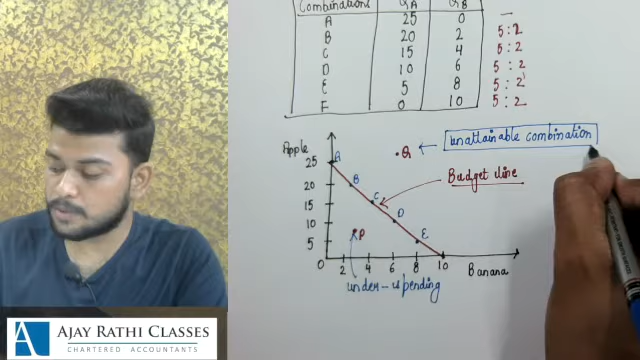 Combinations QA QB
A 25 0 —
B 20 2 5:2
C 15 4 5:2
D 10 6 5:2
E 5 8 5:2
F 0 10 5:2
Apple
•Q
unattainable combination
25 A
20 B
Budget line
15 C
10 D
5 E
•P
0 2 4 6 8 10 Banana
under-spending
A
AJAY RATHI CLASSES
CHARTERED ACCOUNTANTS